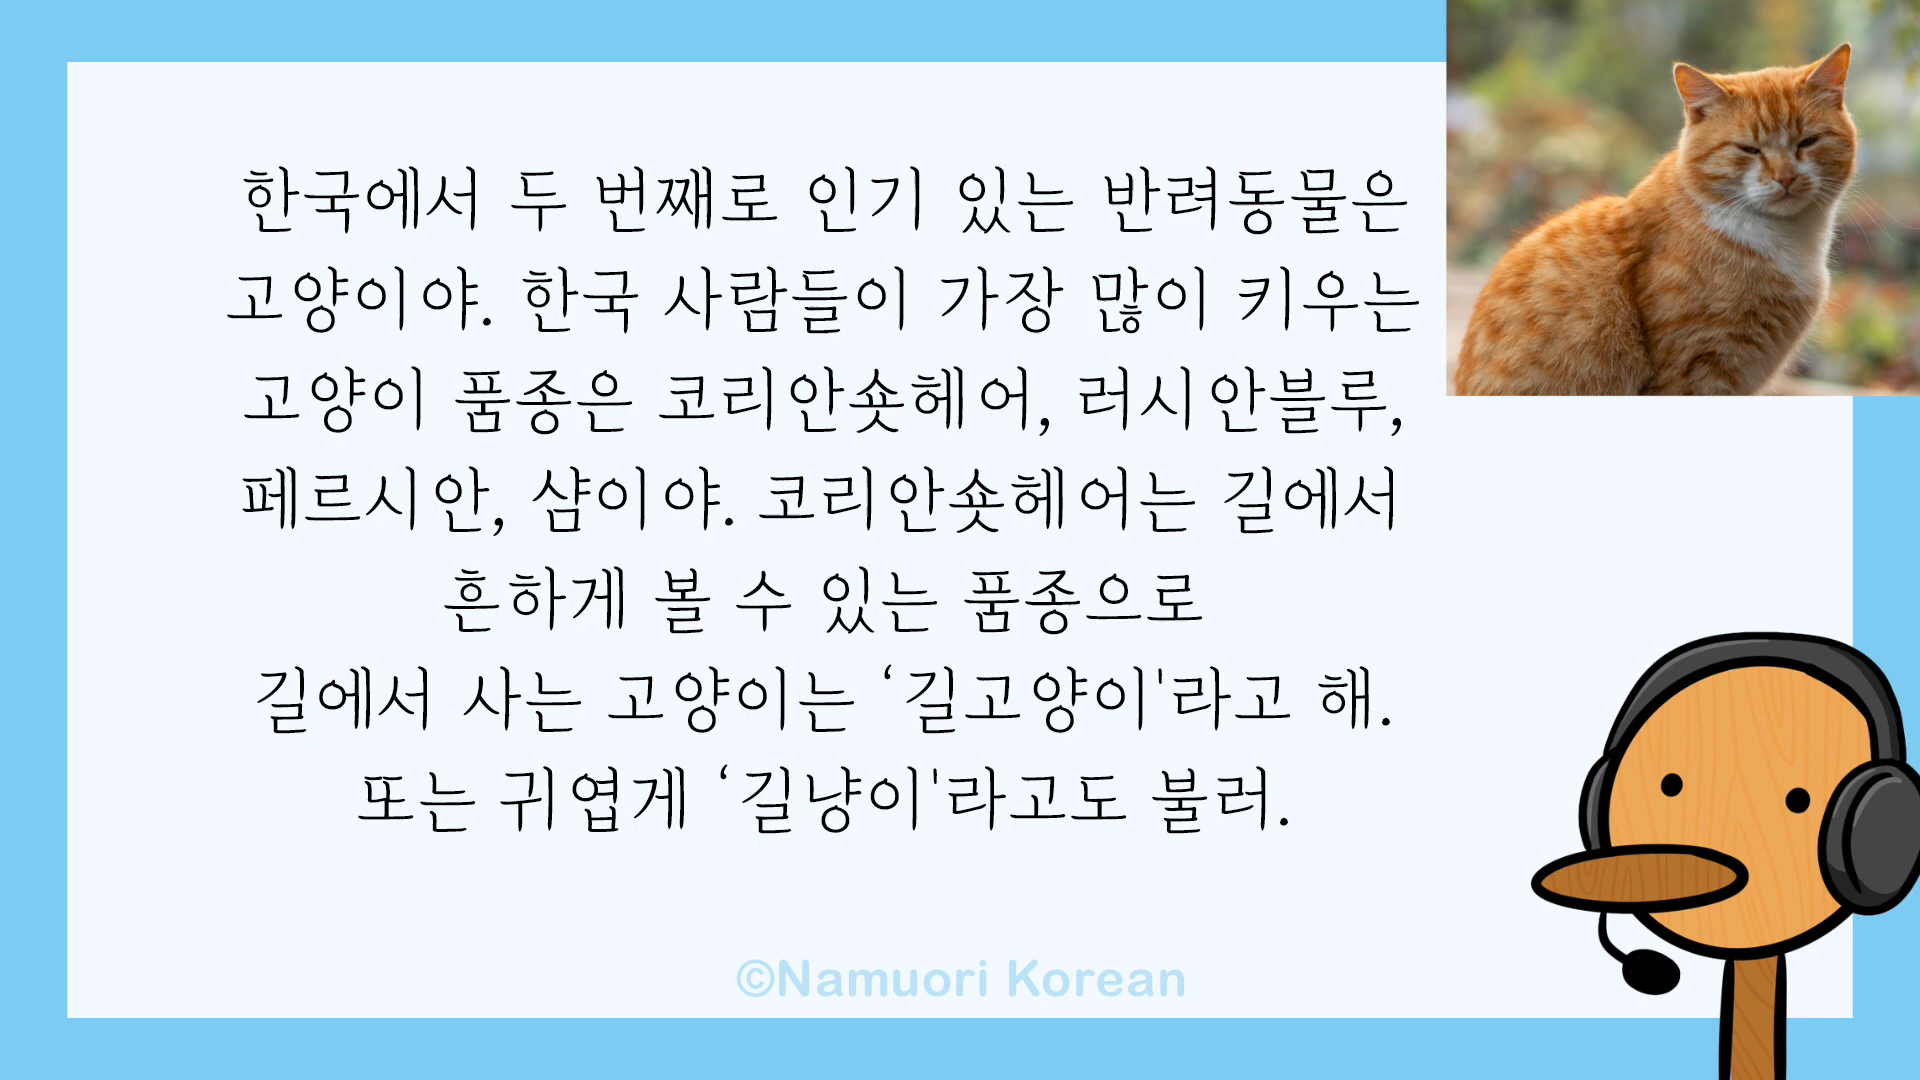 한국에서 두 번째로 인기 있는 반려동물은
고양이야. 한국 사람들이 가장 많이 키우는
고양이 품종은 코리안숏헤어, 러시안블루,
페르시안, 샴이야. 코리안숏헤어는 길에서
흔하게 볼 수 있는 품종으로
길에서 사는 고양이는 ‘길고양이'라고 해.
또는 귀엽게 ‘길냥이'라고도 불러.
©Namuori Korean